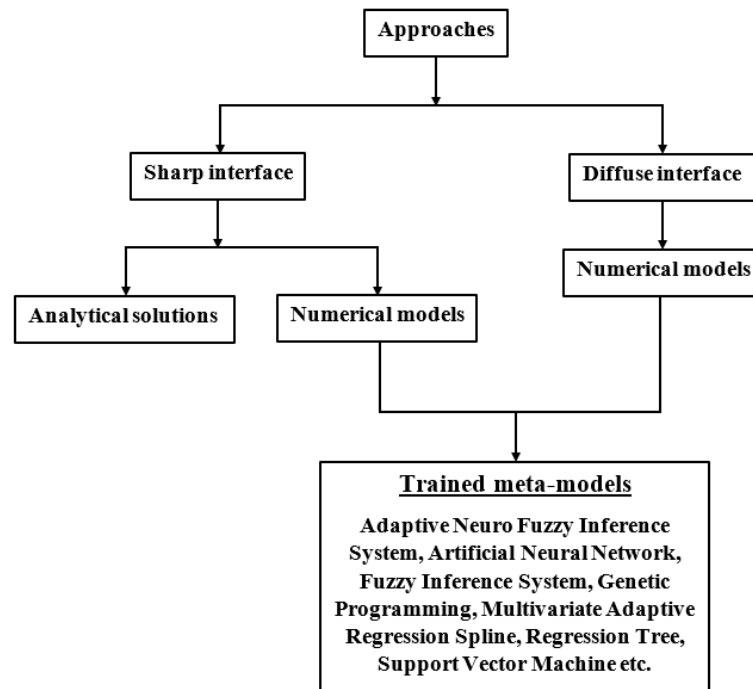 Approaches
Sharp interface
Diffuse interface
Analytical solutions
Numerical models
Numerical models
Trained meta-models
Adaptive Neuro Fuzzy Inference
System, Artificial Neural Network,
Fuzzy Inference System, Genetic
Programming, Multivariate Adaptive
Regression Spline, Regression Tree,
Support Vector Machine etc.